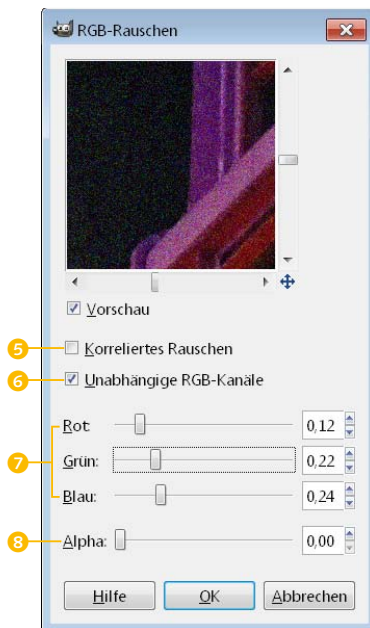 RGB-Rauschen
Vorschau
5 Korreliertes Rauschen
6 Unabhängige RGB-Kanäle
Rot: 0,12
7 Grün: 0,22
Blau: 0,24
8 Alpha: 0,00
Hilfe OK Abbrechen